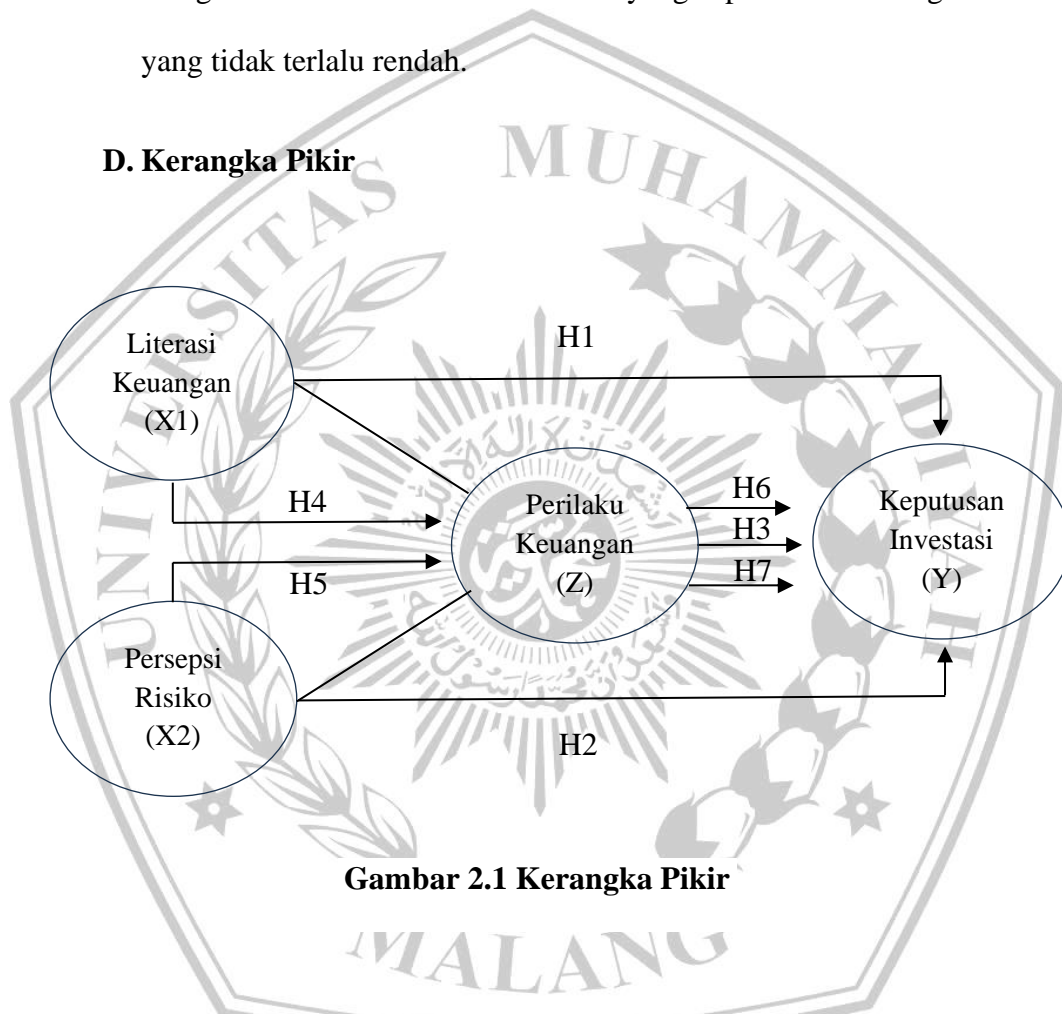 yang tidak terlalu rendah.
D. Kerangka Pikir
UNIVERSITAS MUHAMMADIYAH
MALANG
H1
Literasi
Keuangan
(X1)
H4
H5
Perilaku
Keuangan
(Z)
H6
H3
H7
Keputusan
Investasi
(Y)
Persepsi
Risiko
(X2)
H2
Gambar 2.1 Kerangka Pikir